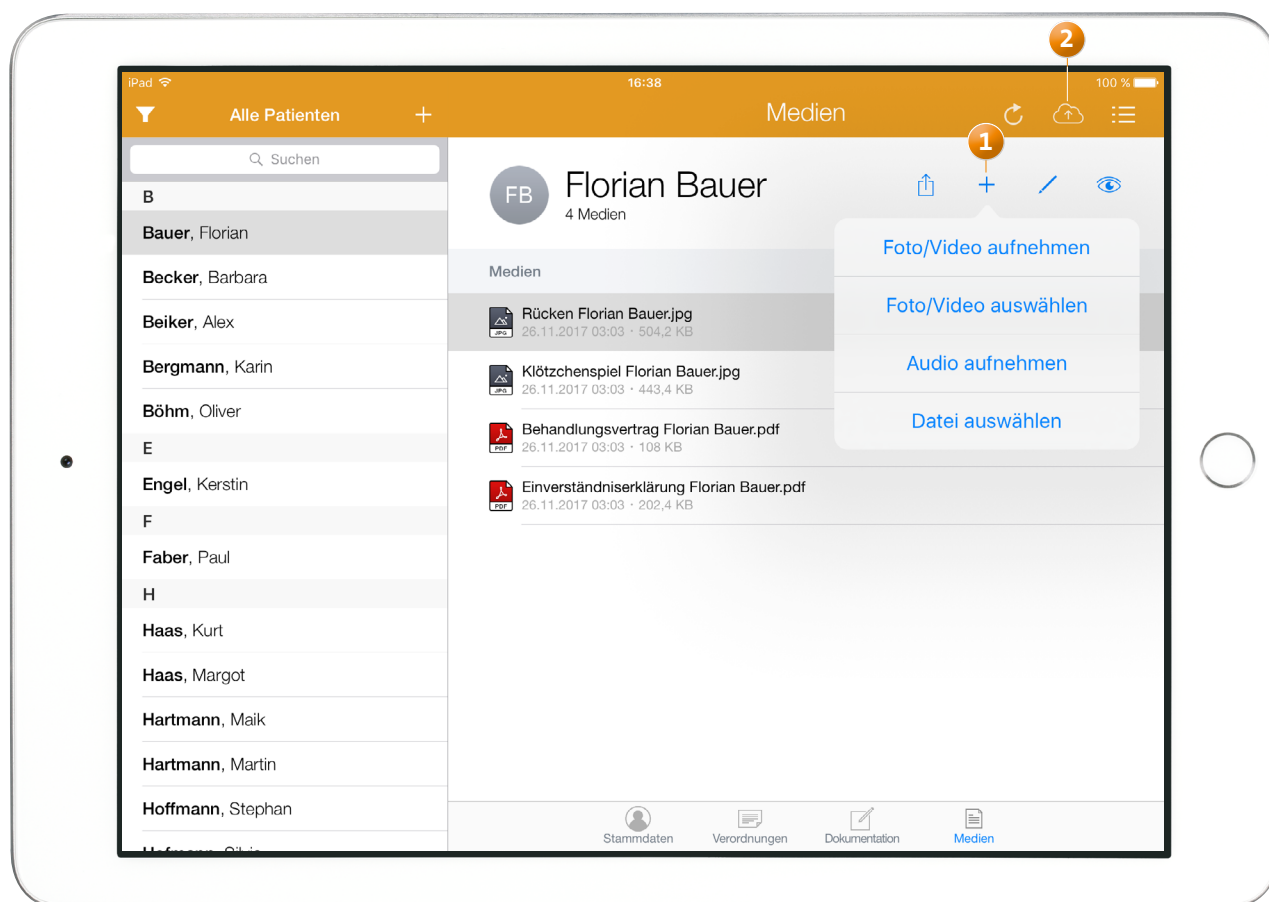 2
iPad
16:38
100 %
Alle Patienten
+
Medien
1
Suchen
B
Bauer, Florian
Becker, Barbara
Beiker, Alex
Bergmann, Karin
Böhm, Oliver
E
Engel, Kerstin
F
Faber, Paul
H
Haas, Kurt
Haas, Margot
Hartmann, Maik
Hartmann, Martin
Hoffmann, Stephan
FB
Florian Bauer
4 Medien
Foto/Video aufnehmen
Foto/Video auswählen
Audio aufnehmen
Datei auswählen
Medien
JPG
Rücken Florian Bauer.jpg
26.11.2017 03:03 · 504,2 KB
JPG
Klötzchenspiel Florian Bauer.jpg
26.11.2017 03:03 · 443,4 KB
PDF
Behandlungsvertrag Florian Bauer.pdf
26.11.2017 03:03 · 108 KB
PDF
Einverständniserklärung Florian Bauer.pdf
26.11.2017 03:03 · 202,4 KB
Stammdaten
Verordnungen
Dokumentation
Medien